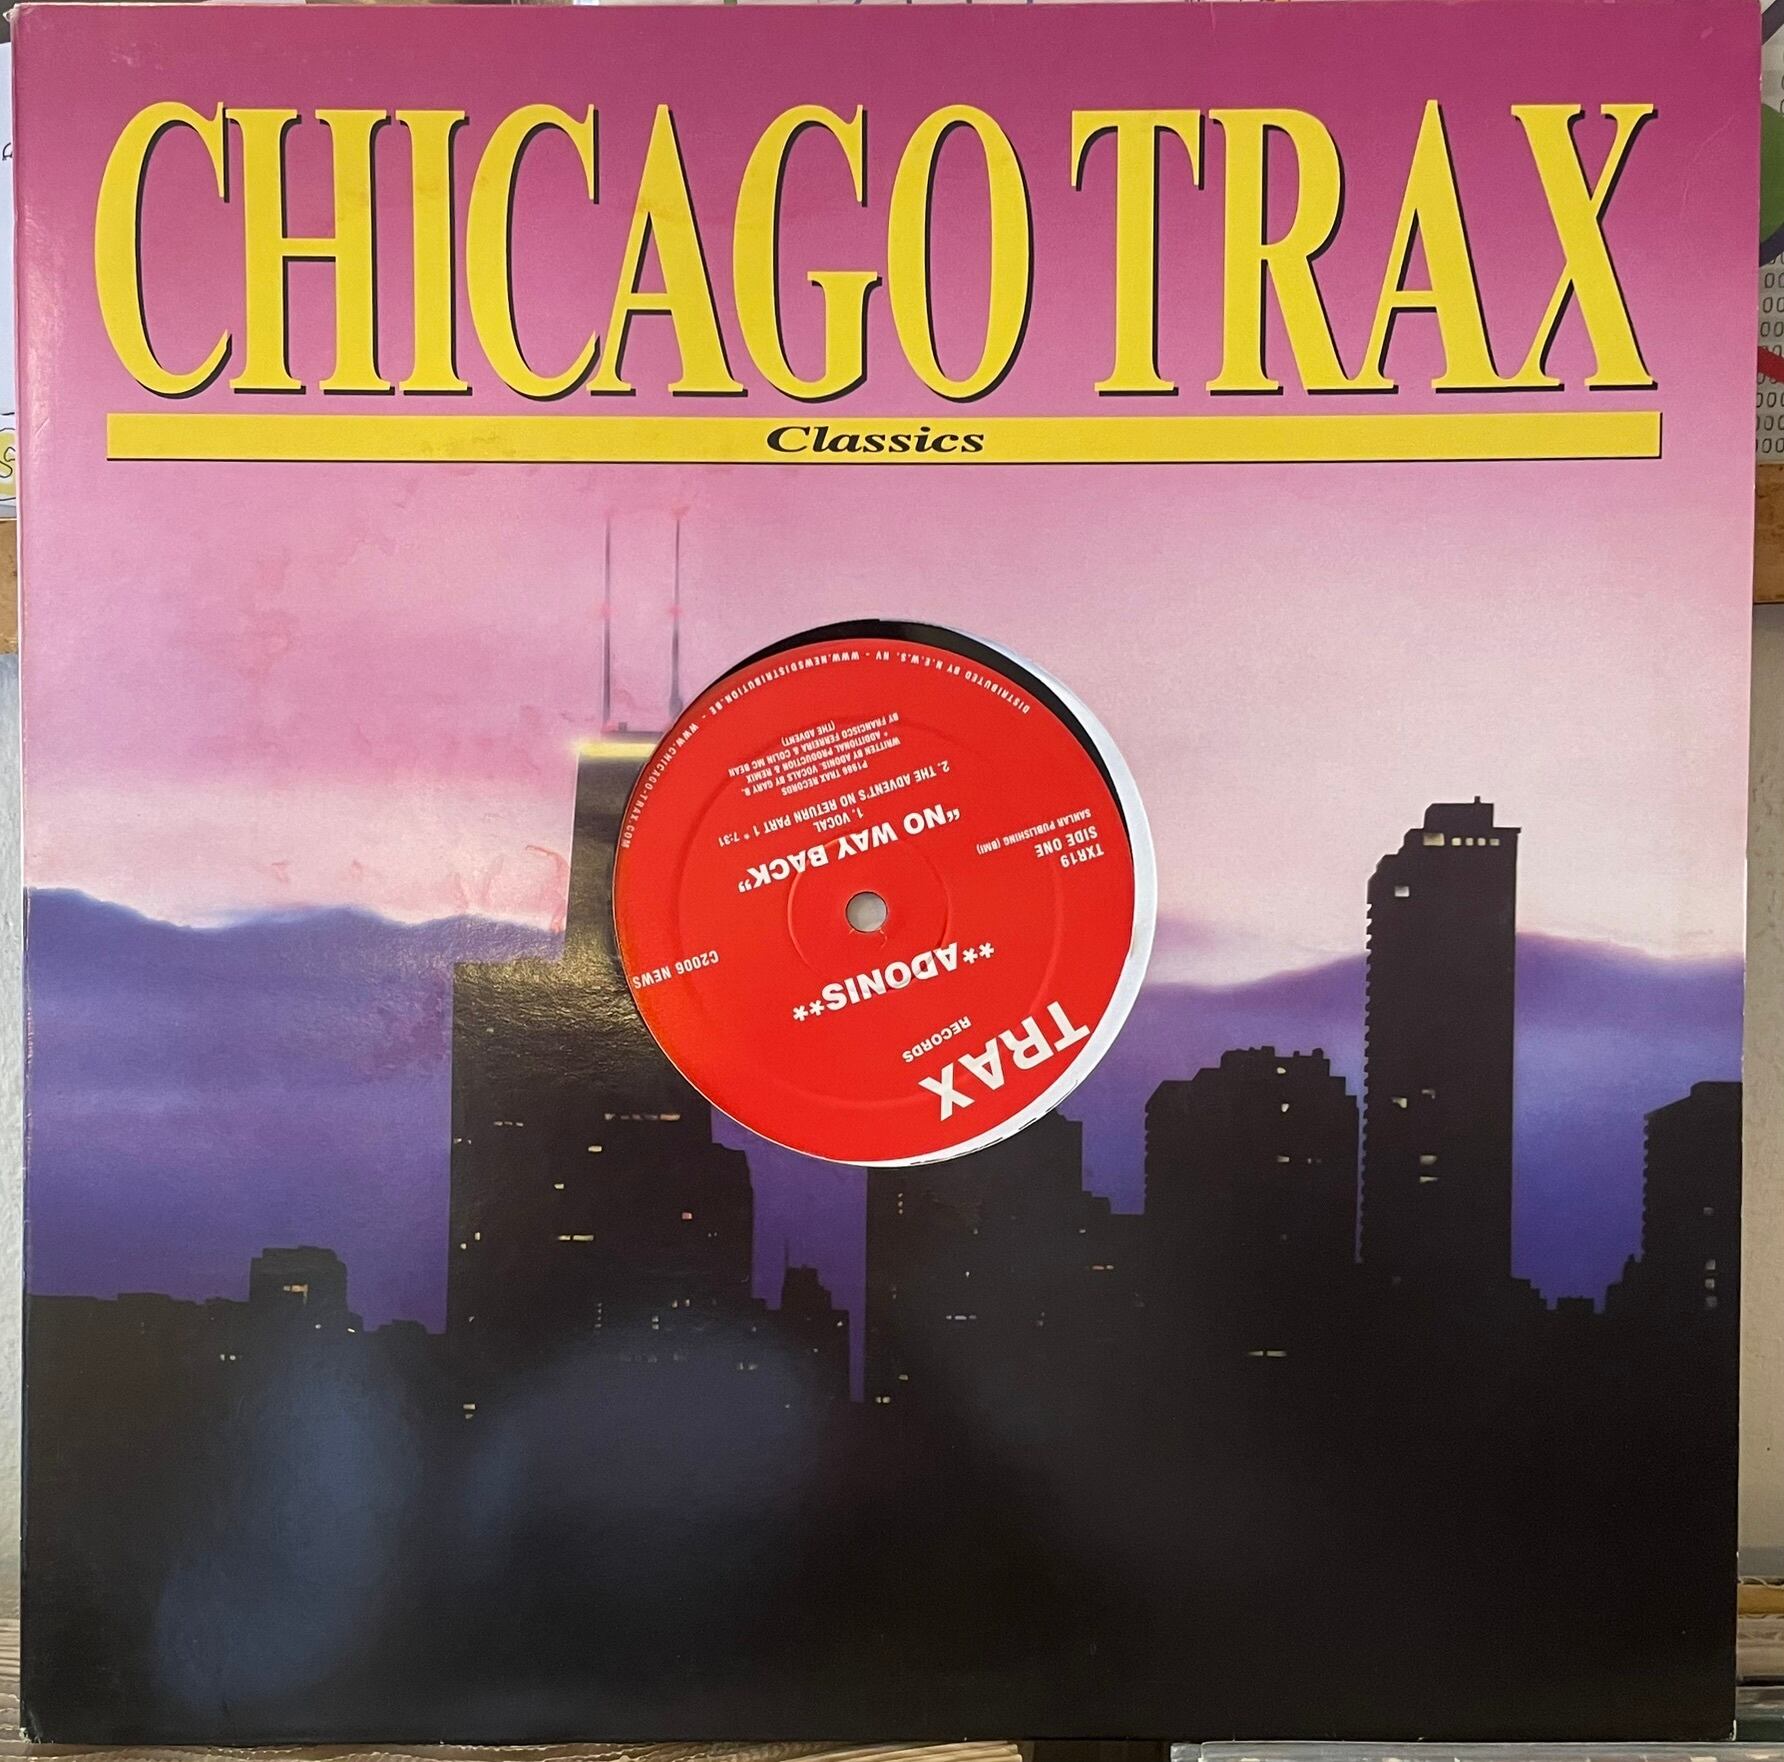 CHICAGO TRAX
Classics
TRAX
RECORDS
**ADONIS**
C2006 NEWS
TXR19
SIDE ONE
SANLAR PUBLISHING (BMI)
"NO WAY BACK"
1. VOCAL
2. THE ADVENT'S NO RETURN PART 1 * 7:31
P1986 TRAX RECORDS
WRITTEN BY ADONIS. VOCALS BY GARY B.
* ADDITIONAL PRODUCTION & REMIX
BY FRANCISCO FERREIRA & COLIN MC BEAN
(THE ADVENT)
DISTRIBUTED BY N.E.W.S. NV - WWW.NEWSDISTRIBUTION.BE - WWW.CHICAGO-TRAX.COM